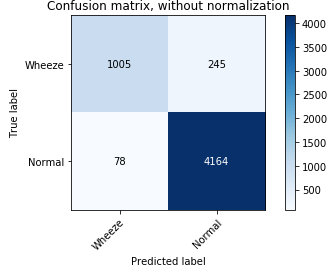 Confusion matrix, without normalization
Wheeze
1005
245
Normal
78
4164
True label
Wheeze
Normal
Predicted label
4000
3500
3000
2500
2000
1500
1000
500